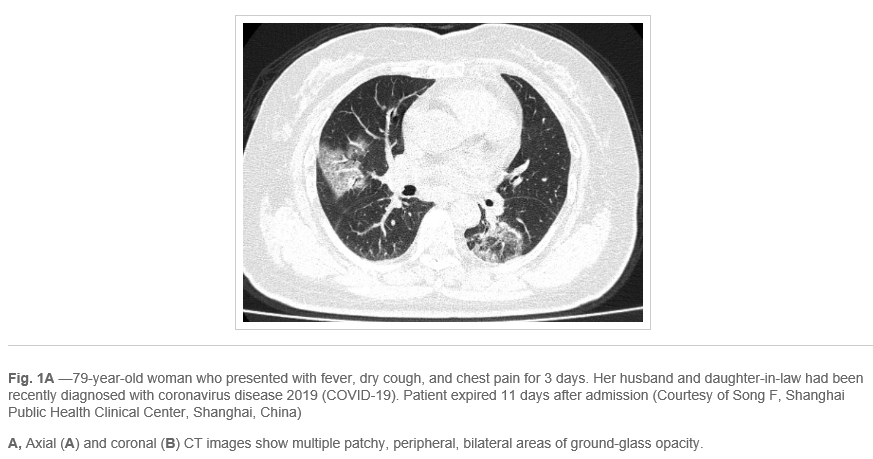 Fig. 1A —79-year-old woman who presented with fever, dry cough, and chest pain for 3 days. Her husband and daughter-in-law had been
recently diagnosed with coronavirus disease 2019 (COVID-19). Patient expired 11 days after admission (Courtesy of Song F, Shanghai
Public Health Clinical Center, Shanghai, China)
A, Axial (A) and coronal (B) CT images show multiple patchy, peripheral, bilateral areas of ground-glass opacity.